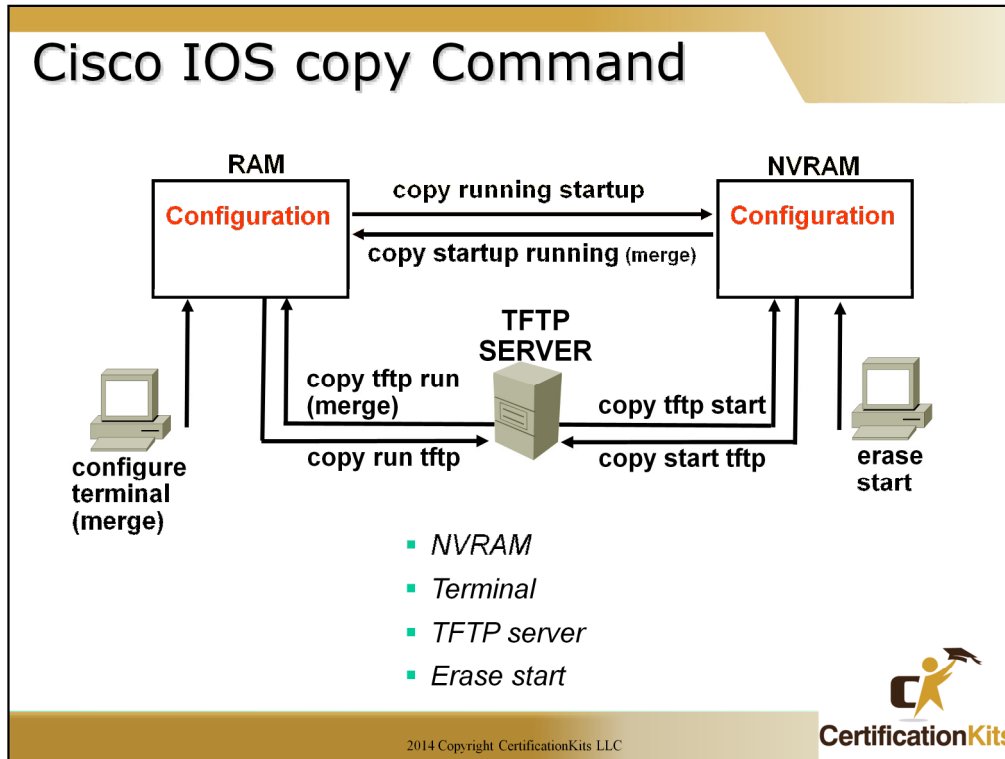 Cisco IOS copy Command
RAM
NVRAM
Configuration
copy running startup
Configuration
copy startup running (merge)
TFTP
SERVER
copy tftp run
(merge)
copy tftp start
copy run tftp
copy start tftp
configure
terminal
(merge)
erase
start
NVRAM
Terminal
TFTP server
Erase start
2014 Copyright CertificationKits LLC
CK
CertificationKits